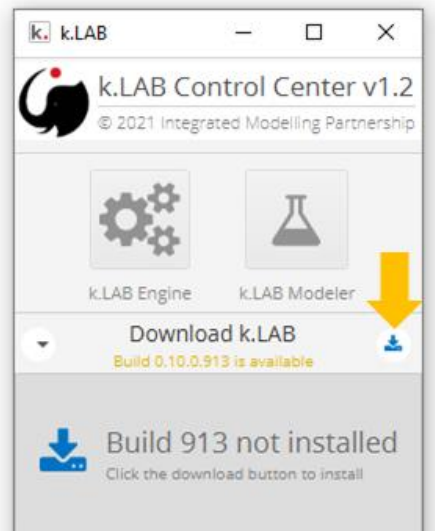 k. k.LAB
k.LAB Control Center v1.2
© 2021 Integrated Modelling Partnership
k.LAB Engine k.LAB Modeler
Download k.LAB
Build 0.10.0.913 is available
Build 913 not installed
Click the download button to install